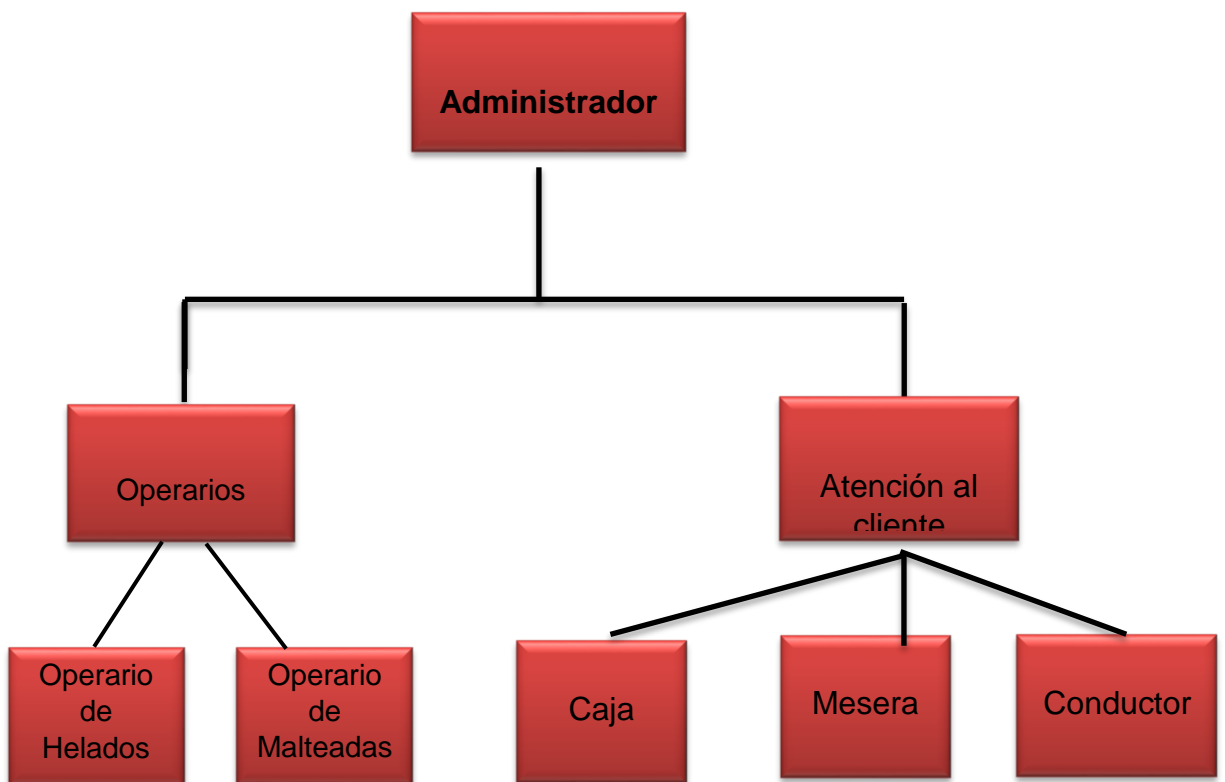 Administrador
Operarios
Atención al
cliente
Operario
de
Helados
Operario
de
Malteadas
Caja
Mesera
Conductor